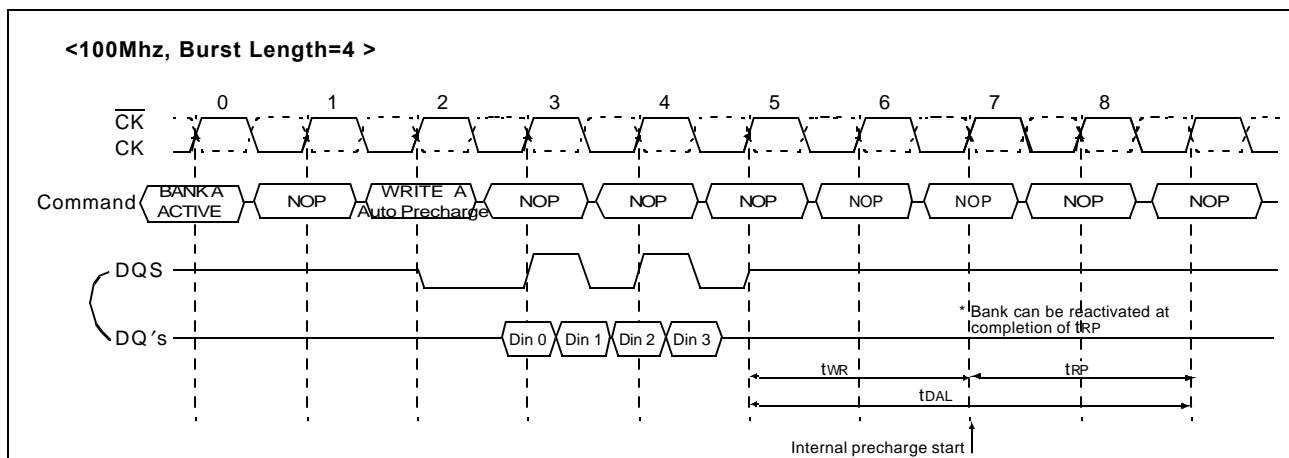 <100Mhz, Burst Length=4 >
0 1 2 3 4 5 6 7 8
CK
CK
Command
BANK A
ACTIVE
NOP
WRITE A
Auto Precharge
NOP
NOP
NOP
NOP
NOP
NOP
NOP
DQS
DQ's
Din 0
Din 1
Din 2
Din 3
* Bank can be reactivated at
completion of tRP
tWR
tRP
tDAL
Internal precharge start